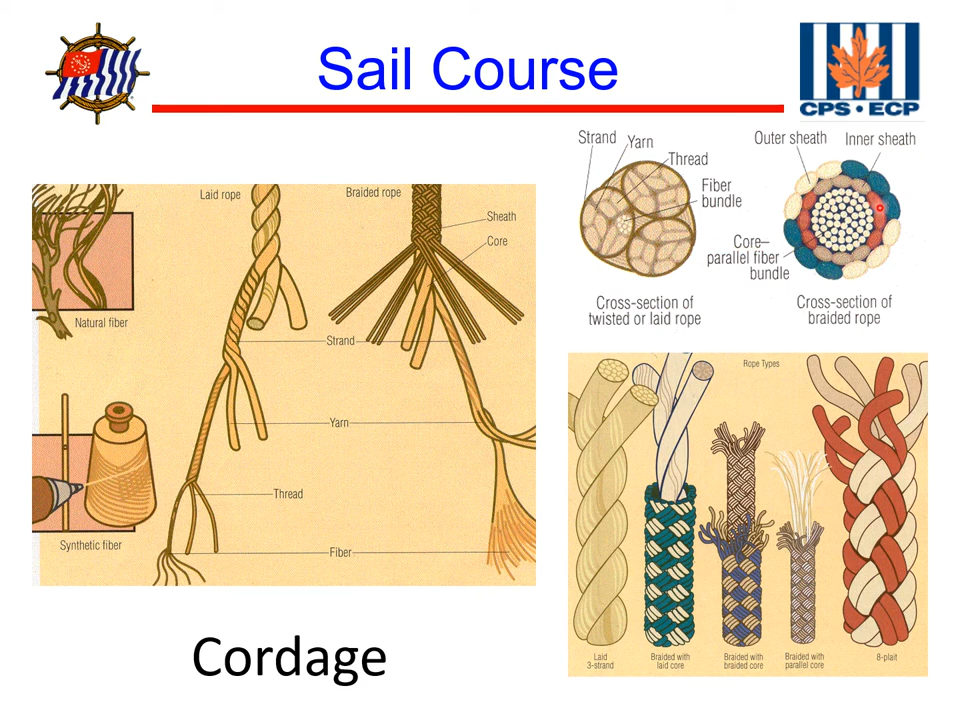 Sail Course
CPS • ECP
Laid rope
Braided rope
Sheath
Core
Natural fiber
Strand
Yarn
Thread
Synthetic fiber
Fiber
Strand
Yarn
Thread
Fiber
bundle
Cross-section of
twisted or laid rope
Outer sheath
Inner sheath
Core–
parallel fiber
bundle
Cross-section of
braided rope
Rope Types
Laid
3-strand
Braided with
laid core
Braided with
braided core
Braided with
parallel core
8-plait
Cordage